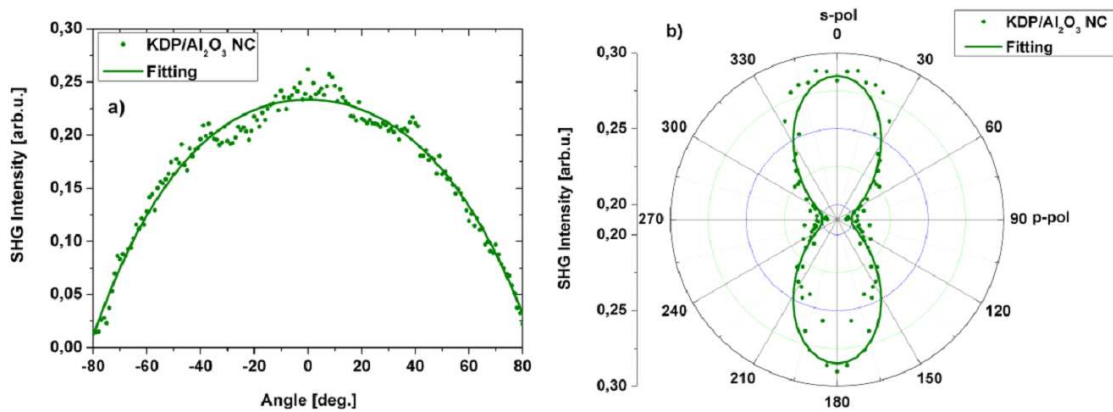 0,30
0,25
0,20
0,15
0,10
0,05
0,00
SHG Intensity [arb.u.]
KDP/Al₂O₃ NC
Fitting
a)
-80 -60 -40 -20 0 20 40 60 80
Angle [deg.]
b)
s-pol
KDP/Al₂O₃ NC
Fitting
0
330 30
300 60
270 90 p-pol
240 120
210 150
180
0,30
0,25
0,20
0,20
0,25
0,30
SHG Intensity [arb.u.]
SHG Intensity [arb.u.]